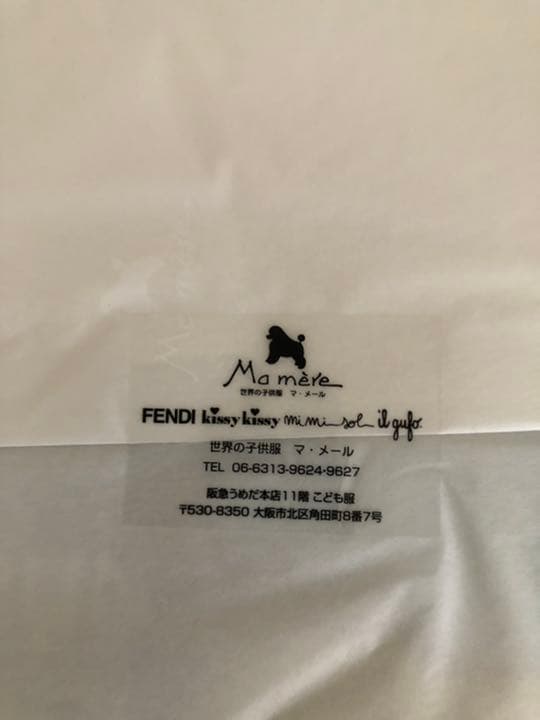 Ma mère
世界の子供服 マ・メール
FENDI kissy kissy mimi sol il gufo.
世界の子供服 マ・メール
TEL 06-6313-9624・9627
阪急うめだ本店11階 こども服
〒530-8350 大阪市北区角田町8番7号